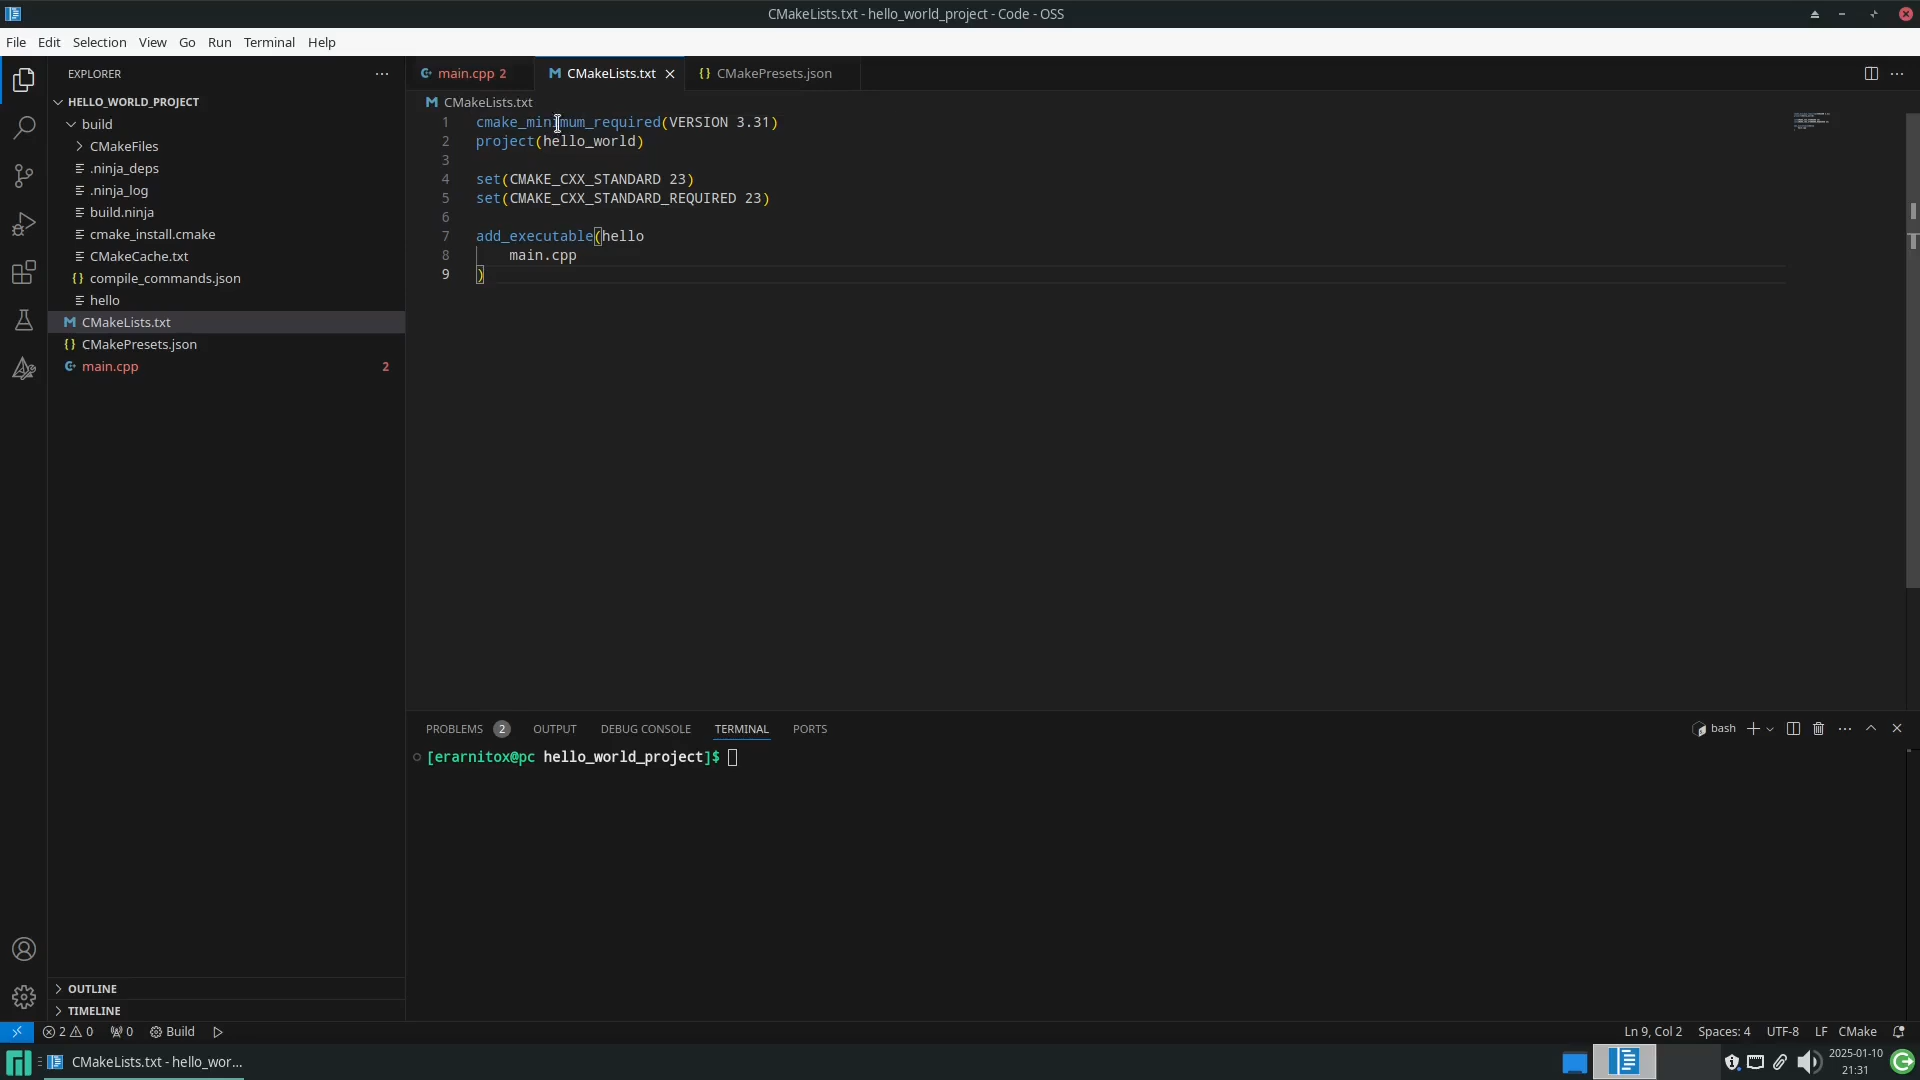 CMakeLists.txt - hello_world_project - Code - OSS
File Edit Selection View Go Run Terminal Help
EXPLORER
HELLO_WORLD_PROJECT
build
CMakeFiles
.ninja_deps
.ninja_log
build.ninja
cmake_install.cmake
CMakeCache.txt
compile_commands.json
hello
CMakeLists.txt
CMakePresets.json
main.cpp 2
OUTLINE
TIMELINE
main.cpp 2 CMakeLists.txt CMakePresets.json
CMakeLists.txt
1 cmake_minimum_required(VERSION 3.31)
2 project(hello_world)
3
4 set(CMAKE_CXX_STANDARD 23)
5 set(CMAKE_CXX_STANDARD_REQUIRED 23)
6
7 add_executable(hello
8 main.cpp
9 )
PROBLEMS 2 OUTPUT DEBUG CONSOLE TERMINAL PORTS bash
[erarnitox@pc hello_world_project]$
2 0 0 Build Ln 9, Col 2 Spaces: 4 UTF-8 LF CMake
CMakeLists.txt - hello_wor... 2025-01-10
21:31